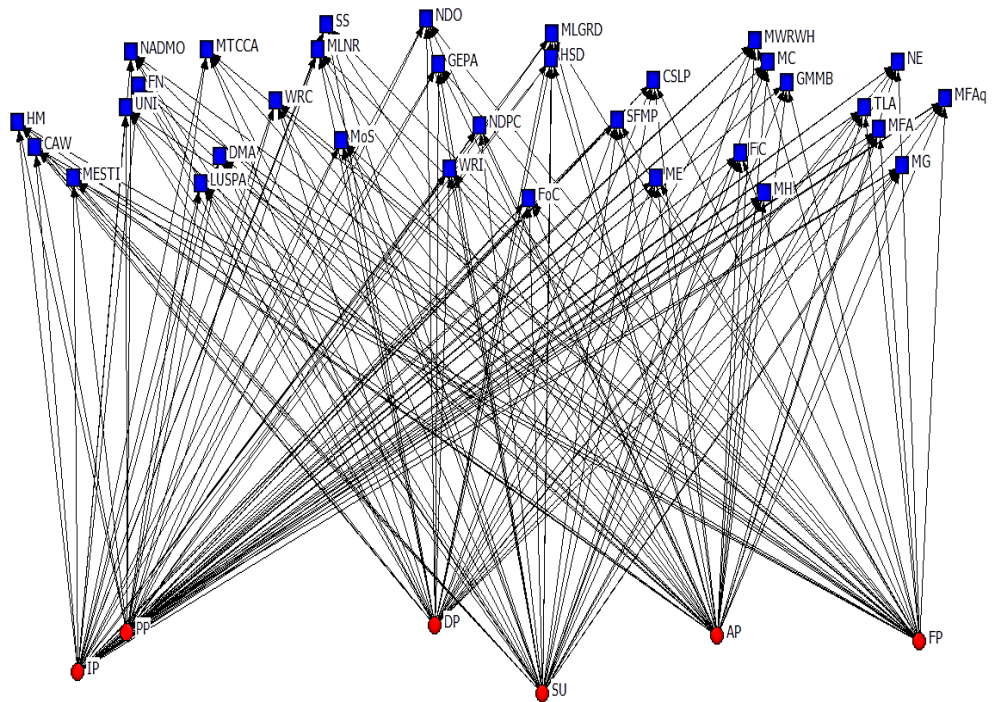 NDO
SS
MLGRD
MWRWH
NADMO
MTCCA
MLNR
HSD
GEPA
MC
NE
FN
CSLP
GMMB
WRC
MFAq
UNI
TLA
HM
NDPC
SFMP
MFA
CAW
MoS
DMA
FC
WRI
MG
MESTI
LUSPA
ME
MH
FoC
DP
PP
AP
FP
IP
SU